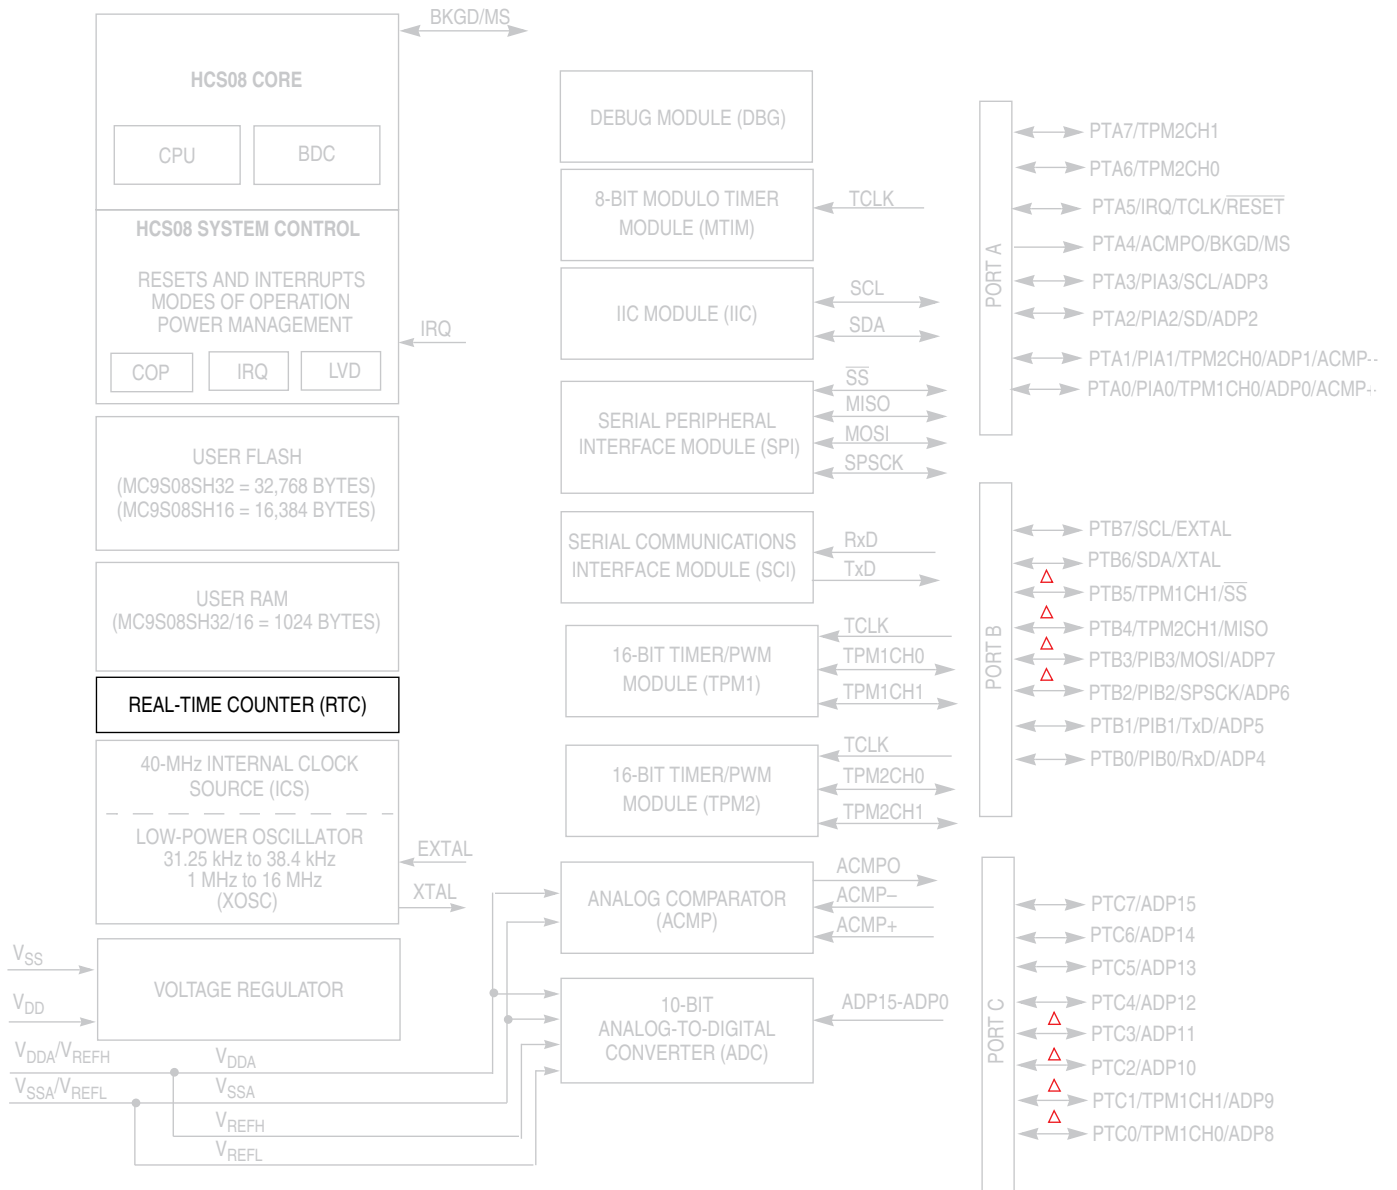 BKGD/MS
HCS08 CORE
CPU
BDC
HCS08 SYSTEM CONTROL
RESETS AND INTERRUPTS
MODES OF OPERATION
POWER MANAGEMENT
IRQ
COP
IRQ
LVD
USER FLASH
(MC9S08SH32 = 32,768 BYTES)
(MC9S08SH16 = 16,384 BYTES)
USER RAM
(MC9S08SH32/16 = 1024 BYTES)
REAL-TIME COUNTER (RTC)
40-MHz INTERNAL CLOCK
SOURCE (ICS)
LOW-POWER OSCILLATOR
31.25 kHz to 38.4 kHz
1 MHz to 16 MHz
(XOSC)
EXTAL
XTAL
VSS
VDD
VOLTAGE REGULATOR
VDDA/VREFH
VSSA/VREFL
VDDA
VSSA
VREFH
VREFL
DEBUG MODULE (DBG)
8-BIT MODULO TIMER
MODULE (MTIM)
TCLK
IIC MODULE (IIC)
SCL
SDA
SERIAL PERIPHERAL
INTERFACE MODULE (SPI)
SS
MISO
MOSI
SPSCK
SERIAL COMMUNICATIONS
INTERFACE MODULE (SCI)
RxD
TxD
16-BIT TIMER/PWM
MODULE (TPM1)
TCLK
TPM1CH0
TPM1CH1
16-BIT TIMER/PWM
MODULE (TPM2)
TCLK
TPM2CH0
TPM2CH1
ANALOG COMPARATOR
(ACMP)
ACMPO
ACMP–
ACMP+
10-BIT
ANALOG-TO-DIGITAL
CONVERTER (ADC)
ADP15-ADP0
PORT A
PTA7/TPM2CH1
PTA6/TPM2CH0
PTA5/IRQ/TCLK/RESET
PTA4/ACMPO/BKGD/MS
PTA3/PIA3/SCL/ADP3
PTA2/PIA2/SD/ADP2
PTA1/PIA1/TPM2CH0/ADP1/ACMP--
PTA0/PIA0/TPM1CH0/ADP0/ACMP--
PORT B
PTB7/SCL/EXTAL
PTB6/SDA/XTAL
PTB5/TPM1CH1/SS
PTB4/TPM2CH1/MISO
PTB3/PIB3/MOSI/ADP7
PTB2/PIB2/SPSCK/ADP6
PTB1/PIB1/TxD/ADP5
PTB0/PIB0/RxD/ADP4
PORT C
PTC7/ADP15
PTC6/ADP14
PTC5/ADP13
PTC4/ADP12
PTC3/ADP11
PTC2/ADP10
PTC1/TPM1CH1/ADP9
PTC0/TPM1CH0/ADP8